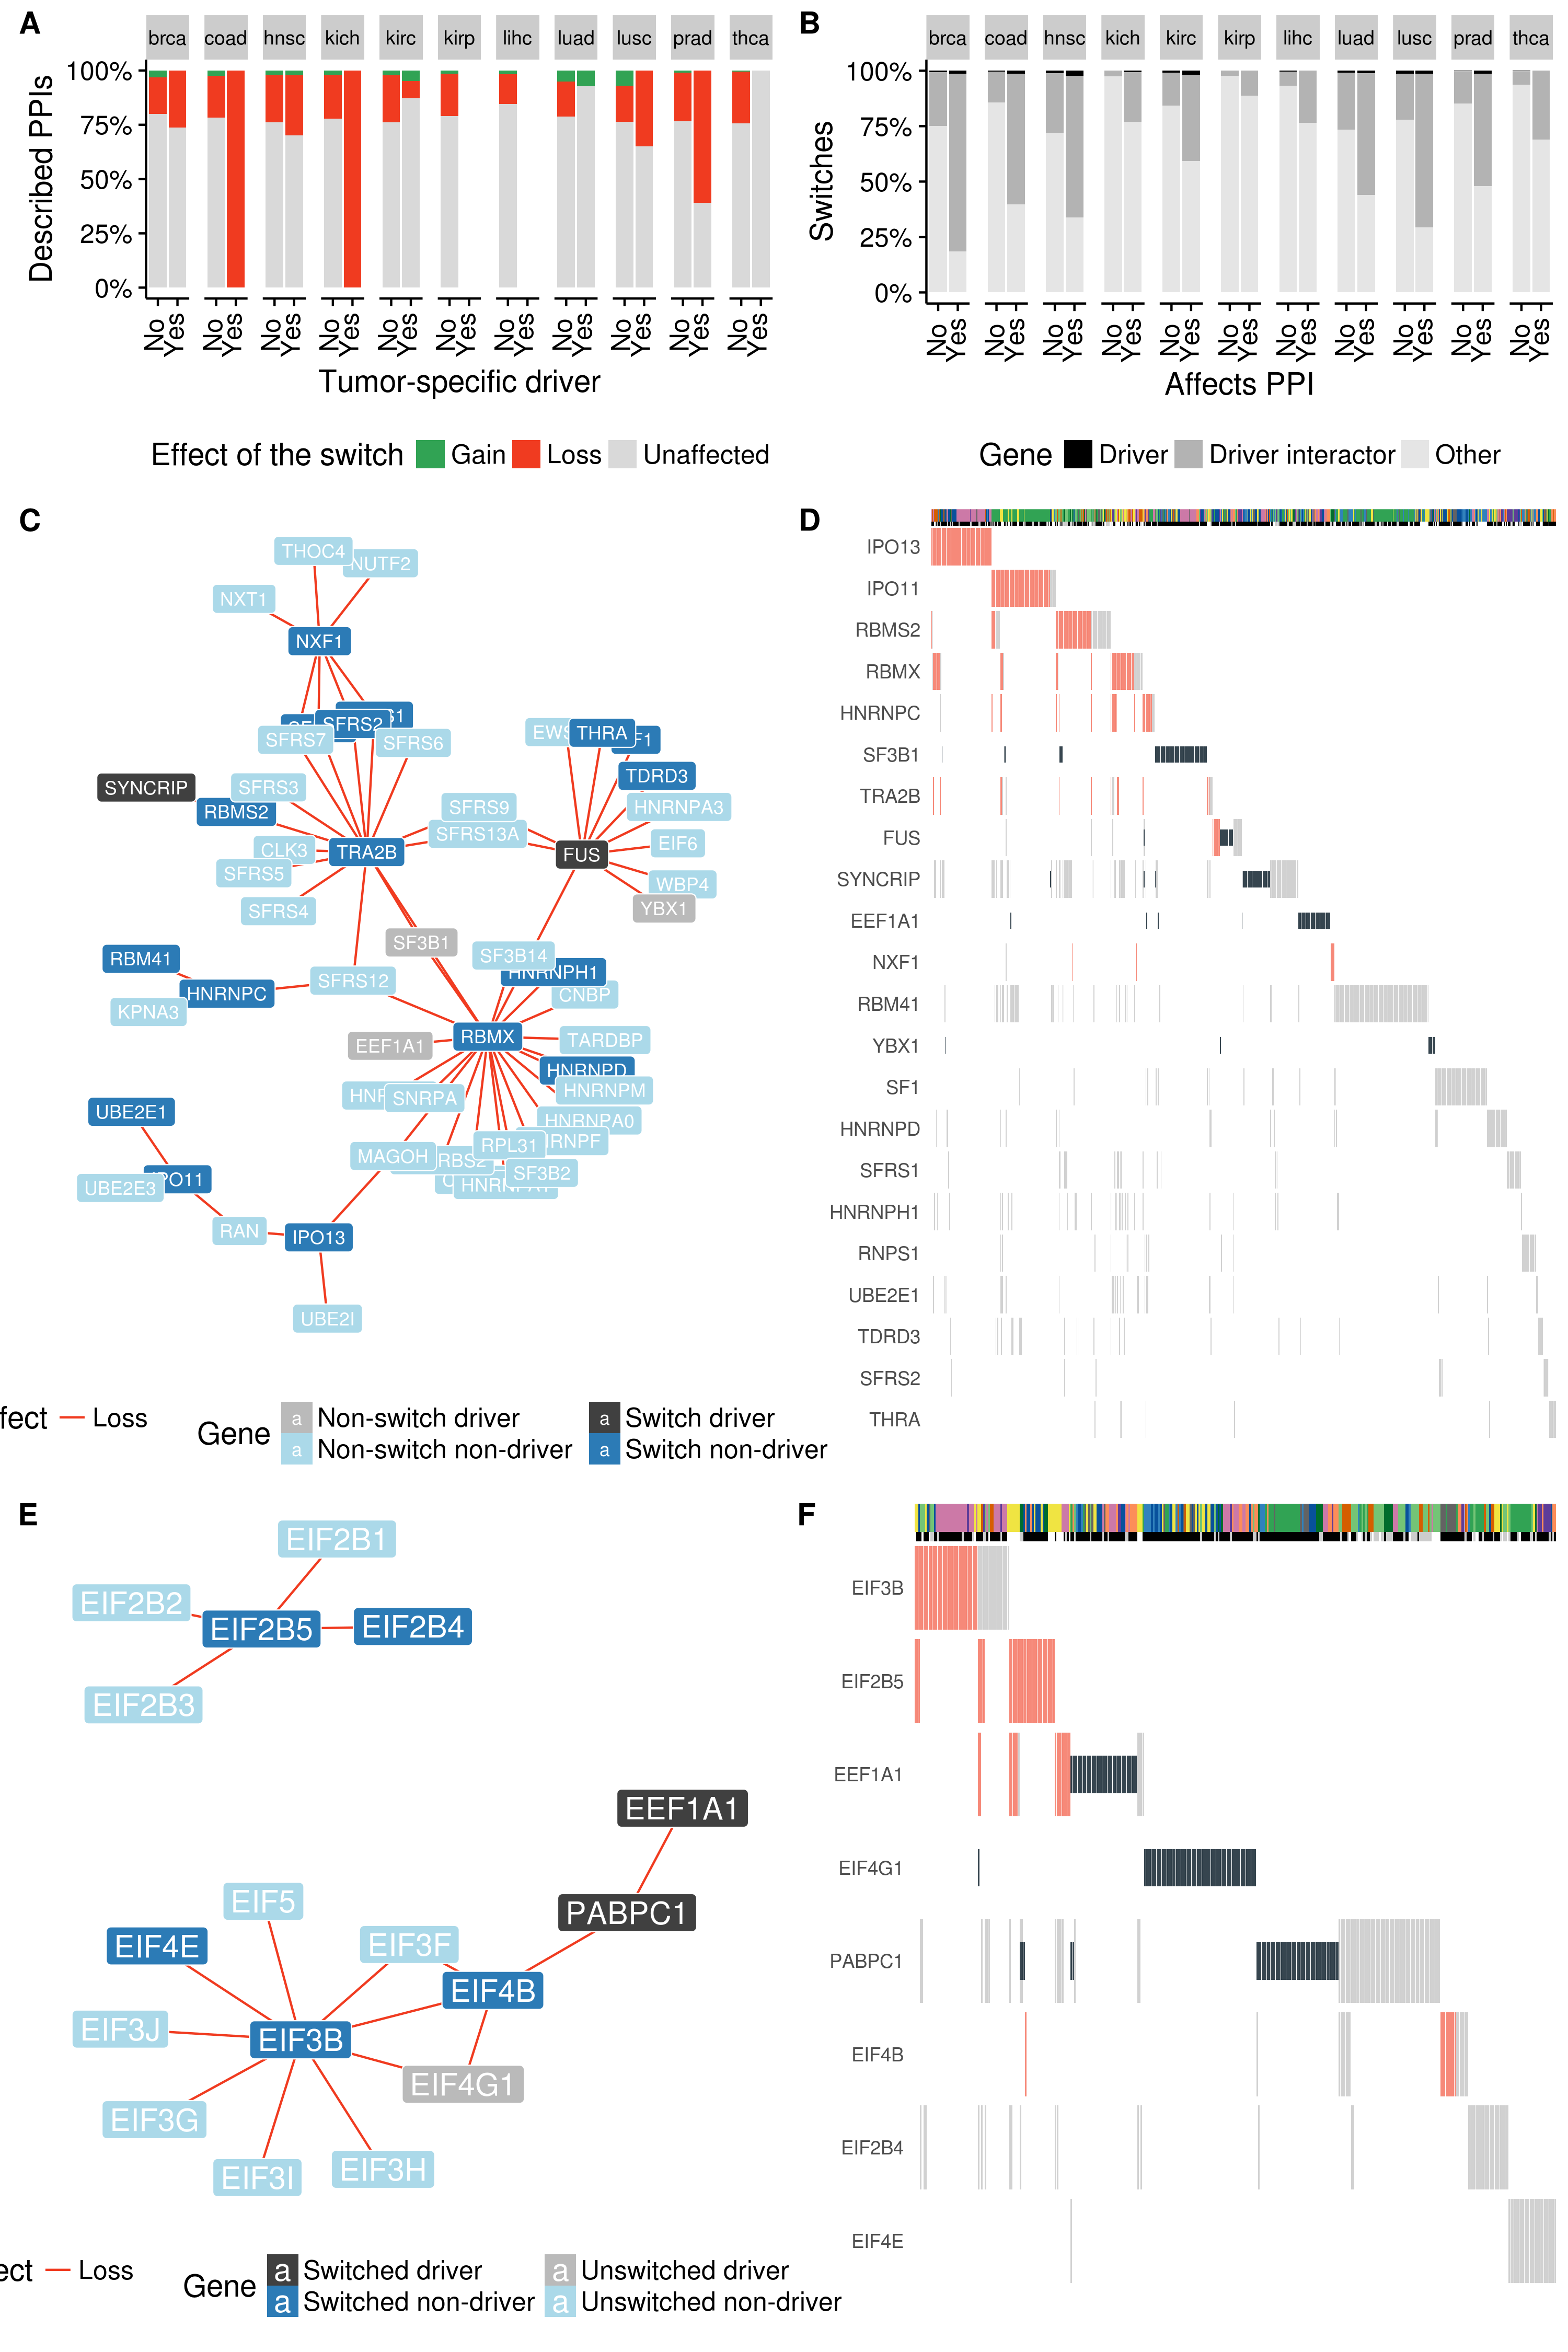 A
brca coad hnsc kich kirc kirp lihc luad lusc prad thca
Described PPIs
100%
75%
50%
25%
0%
No Yes No Yes No Yes No Yes No Yes No Yes No Yes No Yes No Yes No Yes No Yes
Tumor-specific driver
Effect of the switch Gain Loss Unaffected
B
brca coad hnsc kich kirc kirp lihc luad lusc prad thca
Switches
100%
75%
50%
25%
0%
No Yes No Yes No Yes No Yes No Yes No Yes No Yes No Yes No Yes No Yes No Yes
Affects PPI
Gene Driver Driver interactor Other
C
THOC4
NUTF2
NXT1
NXF1
SFRS2
SFRS7
SFRS6
THRA
F1
TDRD3
SYNCRIP
SFRS3
RBMS2
SFRS9
HNRNPA3
SFRS13A
CLK3
TRA2B
FUS
EIF6
SFRS5
WBP4
SFRS4
YBX1
SF3B1
SF3B14
RBM41
HNRNPH1
SFRS12
HNRNPC
CNBP
KPNA3
RBMX
EEF1A1
TARDBP
HNRNPD
HNRNPM
SNRPA
UBE2E1
HNRNPA0
RPL31
RNPF
MAGOH
RBS2
SF3B2
PO11
UBE2E3
RAN
IPO13
UBE2I
fect Loss
Gene
a Non-switch driver a Switch driver
a Non-switch non-driver a Switch non-driver
D
IPO13
IPO11
RBMS2
RBMX
HNRNPC
SF3B1
TRA2B
FUS
SYNCRIP
EEF1A1
NXF1
RBM41
YBX1
SF1
HNRNPD
SFRS1
HNRNPH1
RNPS1
UBE2E1
TDRD3
SFRS2
THRA
E
EIF2B1
EIF2B2
EIF2B5
EIF2B4
EIF2B3
EEF1A1
PABPC1
EIF5
EIF4E
EIF3F
EIF4B
EIF3J
EIF3B
EIF4G1
EIF3G
EIF3I
EIF3H
ect Loss
Gene
a Switched driver a Unswitched driver
a Switched non-driver a Unswitched non-driver
F
EIF3B
EIF2B5
EEF1A1
EIF4G1
PABPC1
EIF4B
EIF2B4
EIF4E